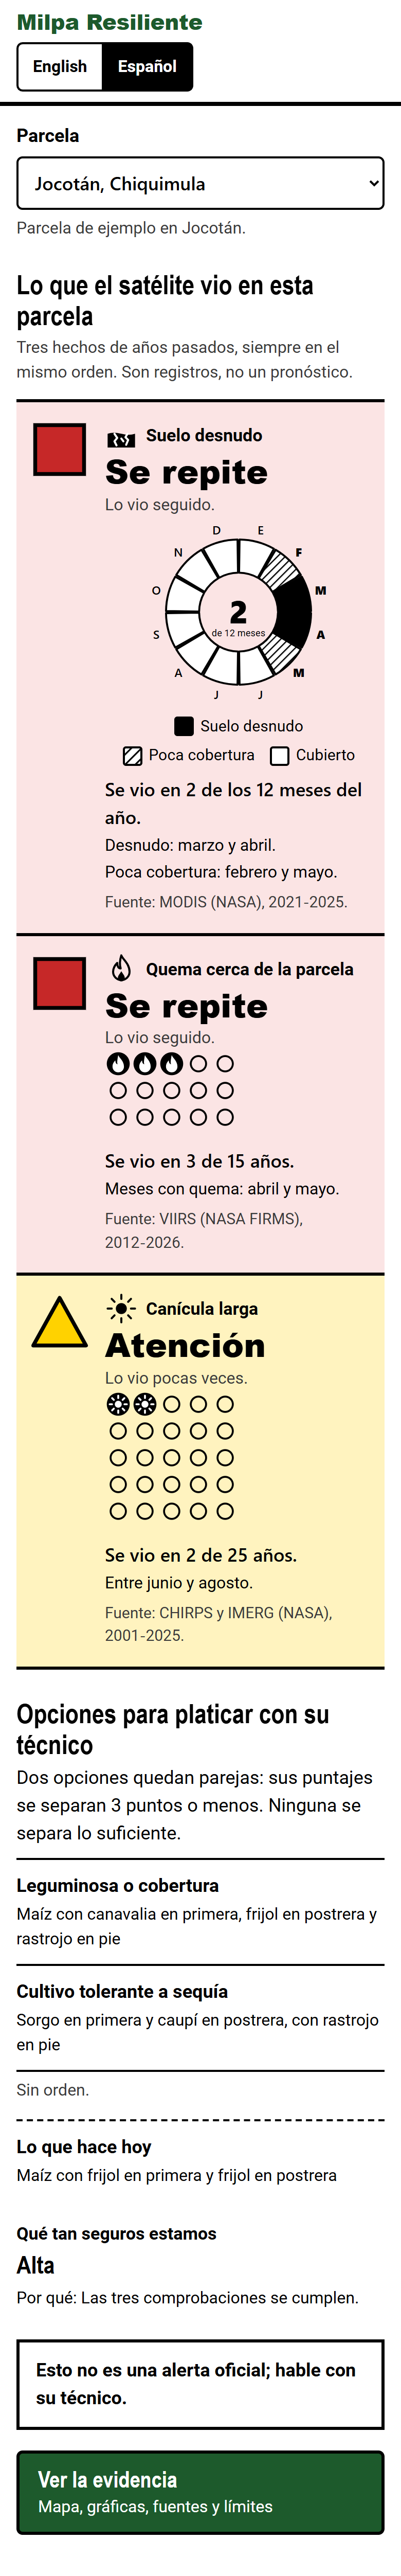 Milpa Resiliente
English
Español
Parcela
Jocotán, Chiquimula
Parcela de ejemplo en Jocotán.
Lo que el satélite vio en esta
parcela
Tres hechos de años pasados, siempre en el
mismo orden. Son registros, no un pronóstico.
Suelo desnudo
Se repite
Lo vio seguido.
D
E
N
F
O
M
2
de 12 meses
S
A
A
M
J
J
Suelo desnudo
Poca cobertura
Cubierto
Se vio en 2 de los 12 meses del
año.
Desnudo: marzo y abril.
Poca cobertura: febrero y mayo.
Fuente: MODIS (NASA), 2021-2025.
Quema cerca de la parcela
Se repite
Lo vio seguido.
Se vio en 3 de 15 años.
Meses con quema: abril y mayo.
Fuente: VIIRS (NASA FIRMS),
2012-2026.
Canícula larga
Atención
Lo vio pocas veces.
Se vio en 2 de 25 años.
Entre junio y agosto.
Fuente: CHIRPS y IMERG (NASA),
2001-2025.
Opciones para platicar con su
técnico
Dos opciones quedan parejas: sus puntajes
se separan 3 puntos o menos. Ninguna se
separa lo suficiente.
Leguminosa o cobertura
Maíz con canavalia en primera, frijol en postrera y
rastrojo en pie
Cultivo tolerante a sequía
Sorgo en primera y caupí en postrera, con rastrojo
en pie
Sin orden.
Lo que hace hoy
Maíz con frijol en primera y frijol en postrera
Qué tan seguros estamos
Alta
Por qué: Las tres comprobaciones se cumplen.
Esto no es una alerta oficial; hable con
su técnico.
Ver la evidencia
Mapa, gráficas, fuentes y límites